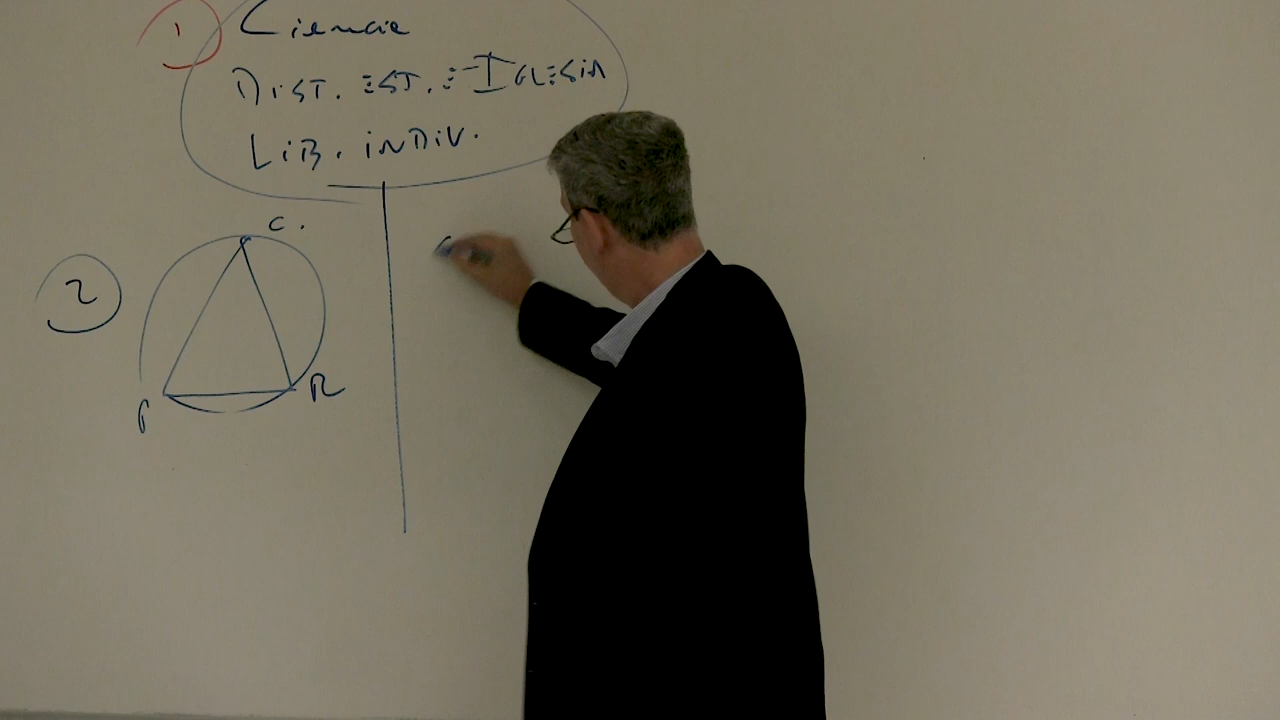 1
Ciencia
DIST. EST. E IGLESIA
LIB. INDIV.
C.
2
P
R